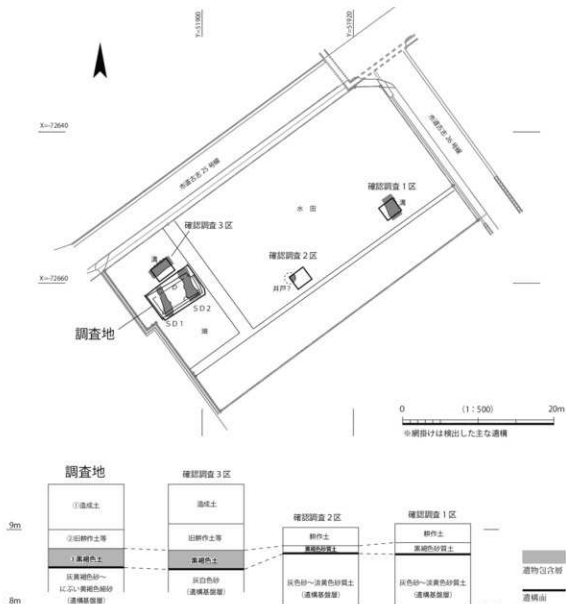 Y=51900
Y=51920
X=-72640
X=-72660
市道古志25号線
市道古志26号線
確認調査1区
溝
水田
確認調査3区
溝
確認調査2区
井戸?
SD2
SD1
畑
調査地
0 (1:500) 20m
※網掛けは検出した主な遺構
調査地
確認調査3区
確認調査2区
確認調査1区
9m
8m
①造成土
②旧耕作土等
③黒褐色土
灰黄褐色砂～
にぶい黄褐色細砂
(遺構基盤層)
造成土
旧耕作土等
黒褐色土
灰白色砂
(遺構基盤層)
耕作土
黒褐色砂質土
灰色砂～淡黄色砂質土
(遺構基盤層)
耕作土
黒褐色砂質土
灰色砂～淡黄色砂質土
(遺構基盤層)
遺物包含層
遺構面